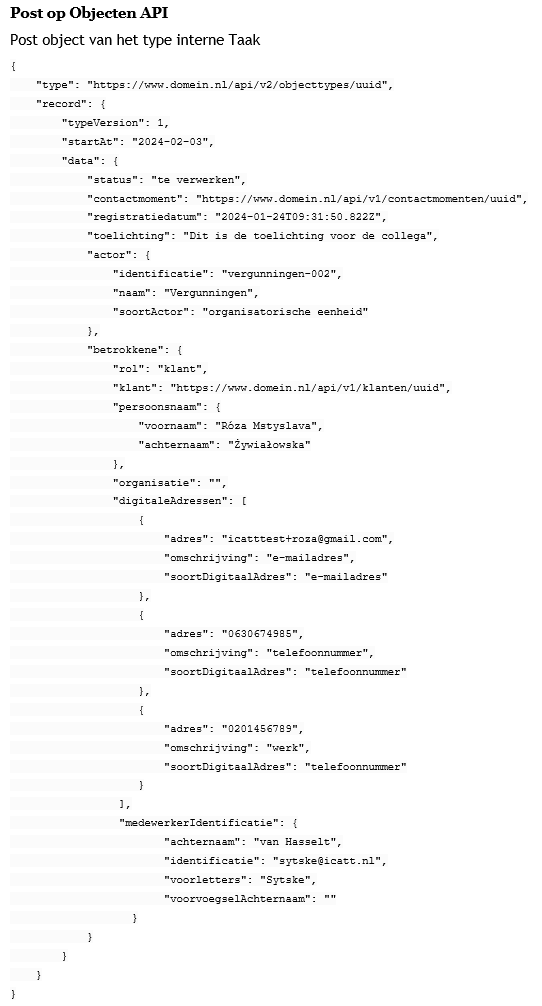 Post op Objecten API
Post object van het type interne Taak
{
    "type": "https://www.domein.nl/api/v2/objecttypes/uuid",
    "record": {
        "typeVersion": 1,
        "startAt": "2024-02-03",
        "data": {
            "status": "te verwerken",
            "contactmoment": "https://www.domein.nl/api/v1/contactmomenten/uuid",
            "registratiedatum": "2024-01-24T09:31:50.822Z",
            "toelichting": "Dit is de toelichting voor de collega",
            "actor": {
                "identificatie": "vergunningen-002",
                "naam": "Vergunningen",
                "soortActor": "organisatorische eenheid"
            },
            "betrokkene": {
                "rol": "klant",
                "klant": "https://www.domein.nl/api/v1/klanten/uuid",
                "persoonsnaam": {
                    "voornaam": "Róza Mstyslava",
                    "achternaam": "Żywiałowska"
                },
                "organisatie": "",
                "digitaleAdressen": [
                    {
                        "adres": "icatttest+roza@gmail.com",
                        "omschrijving": "e-mailadres",
                        "soortDigitaalAdres": "e-mailadres"
                    },
                    {
                        "adres": "0630674985",
                        "omschrijving": "telefoonnummer",
                        "soortDigitaalAdres": "telefoonnummer"
                    },
                    {
                        "adres": "0201456789",
                        "omschrijving": "werk",
                        "soortDigitaalAdres": "telefoonnummer"
                    }
                 ],
                 "medewerkerIdentificatie": {
                        "achternaam": "van Hasselt",
                        "identificatie": "sytske@icatt.nl",
                        "voorletters": "Sytske",
                        "voorvoegselAchternaam": ""
                   }
            }
        }
    }
}